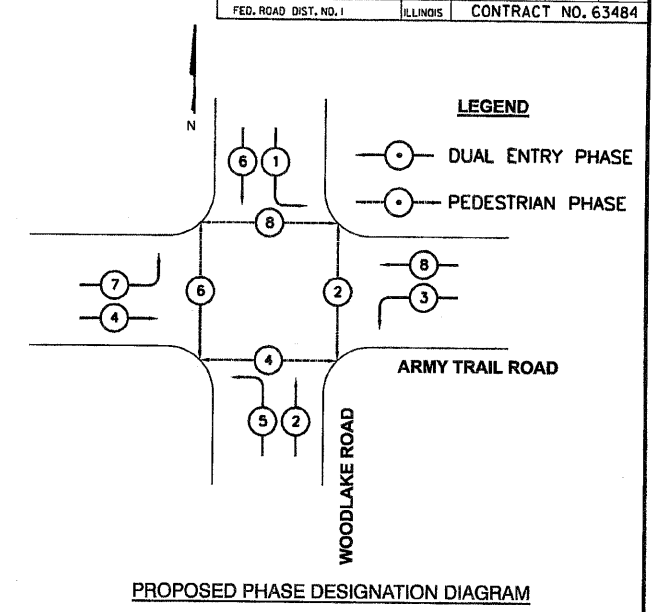 FED. ROAD DIST. NO. 1 ILLINOIS CONTRACT NO. 63484
N
LEGEND
DUAL ENTRY PHASE
PEDESTRIAN PHASE
6 1
8
8
7
6
2
3
4
4
ARMY TRAIL ROAD
5 2
WOODLAKE ROAD
PROPOSED PHASE DESIGNATION DIAGRAM